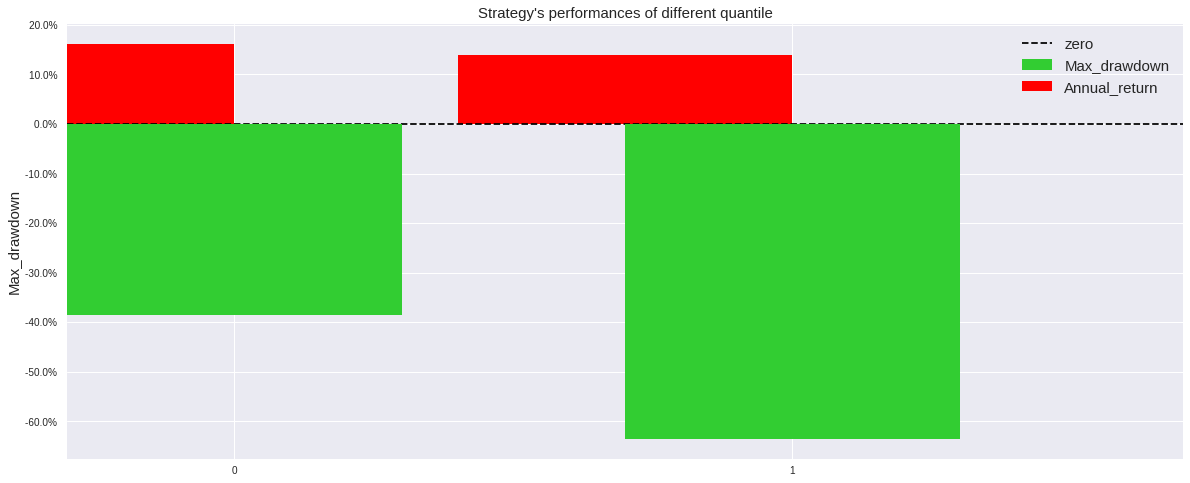 Strategy's performances of different quantile
20.0%
10.0%
0.0%
-10.0%
-20.0%
-30.0%
-40.0%
-50.0%
-60.0%
Max_drawdown
zero
Max_drawdown
Annual_return
0
1